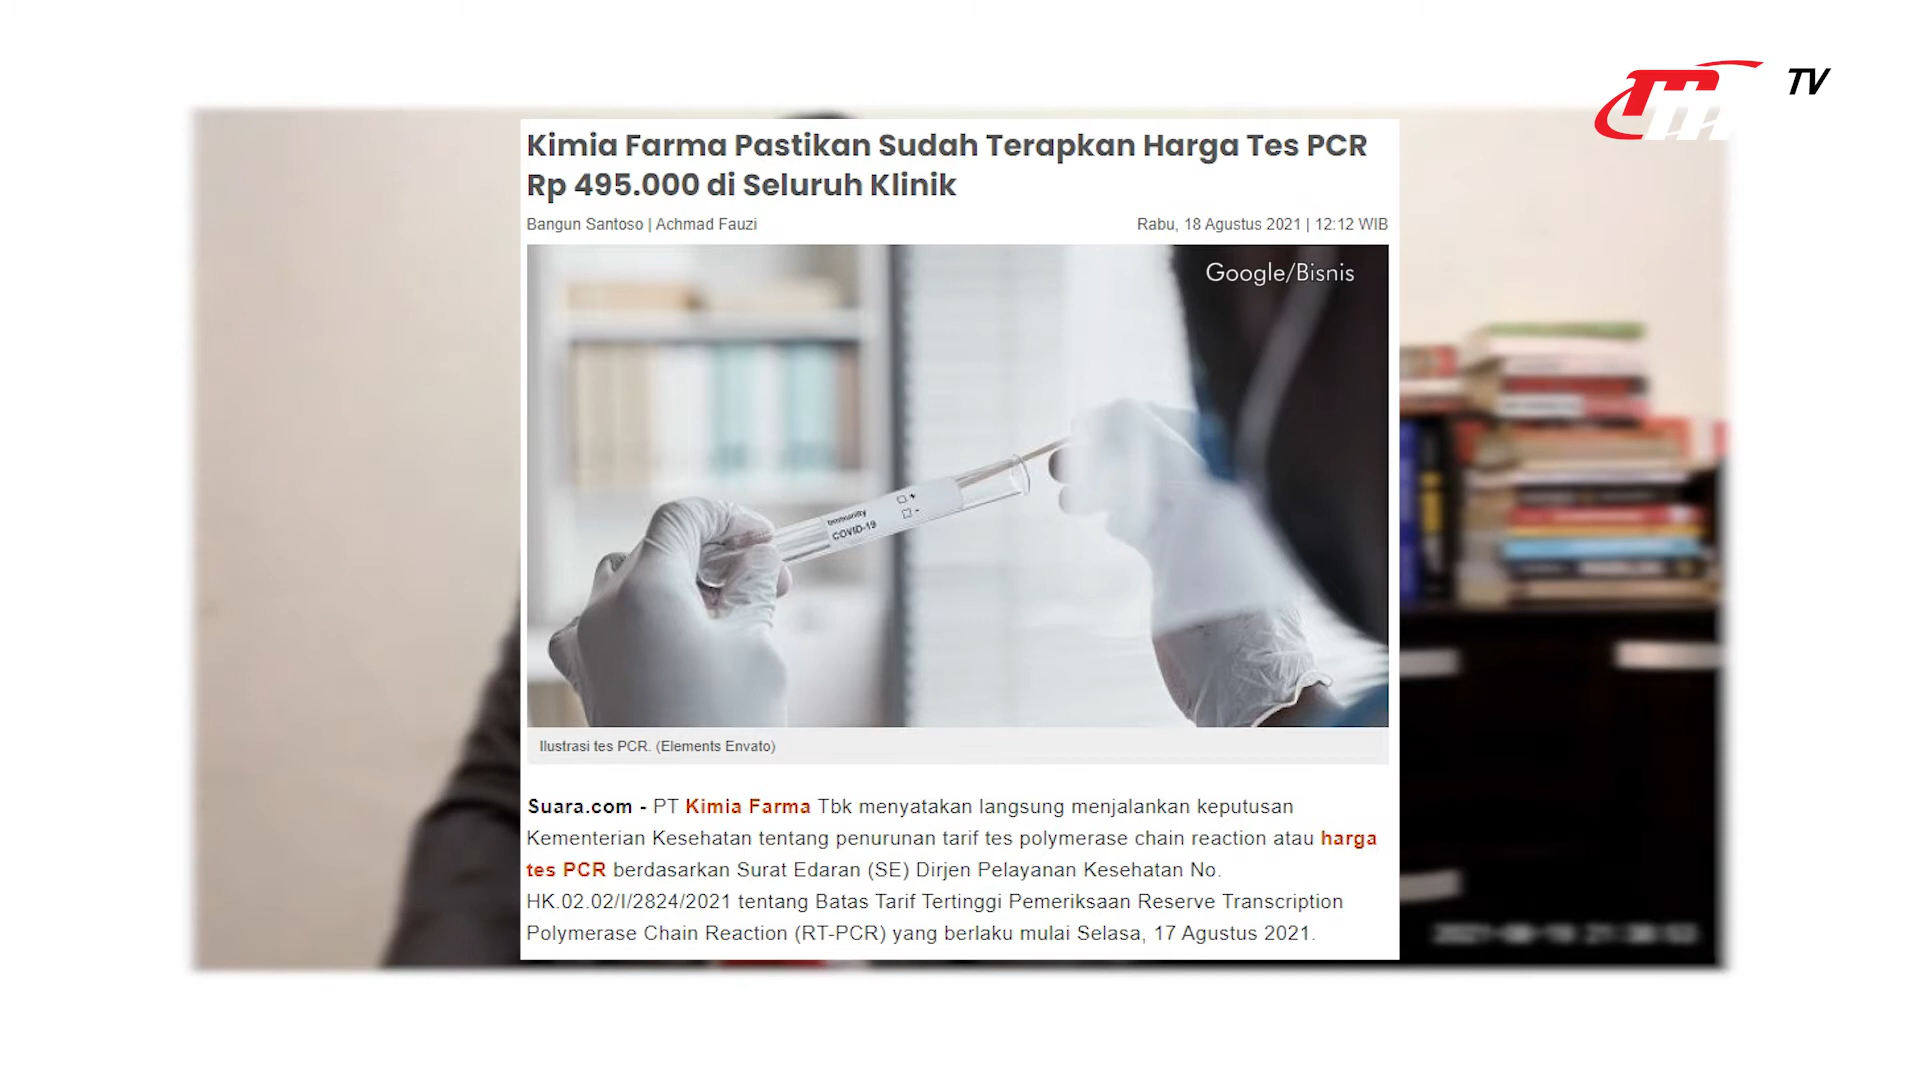 TV
Kimia Farma Pastikan Sudah Terapkan Harga Tes PCR
Rp 495.000 di Seluruh Klinik
Bangun Santoso | Achmad Fauzi
Rabu, 18 Agustus 2021 | 12:12 WIB
Google/Bisnis
Immunity
COVID-19
Ilustrasi tes PCR. (Elements Envato)
Suara.com - PT Kimia Farma Tbk menyatakan langsung menjalankan keputusan
Kementerian Kesehatan tentang penurunan tarif tes polymerase chain reaction atau harga
tes PCR berdasarkan Surat Edaran (SE) Dirjen Pelayanan Kesehatan No.
HK.02.02/I/2824/2021 tentang Batas Tarif Tertinggi Pemeriksaan Reserve Transcription
Polymerase Chain Reaction (RT-PCR) yang berlaku mulai Selasa, 17 Agustus 2021.